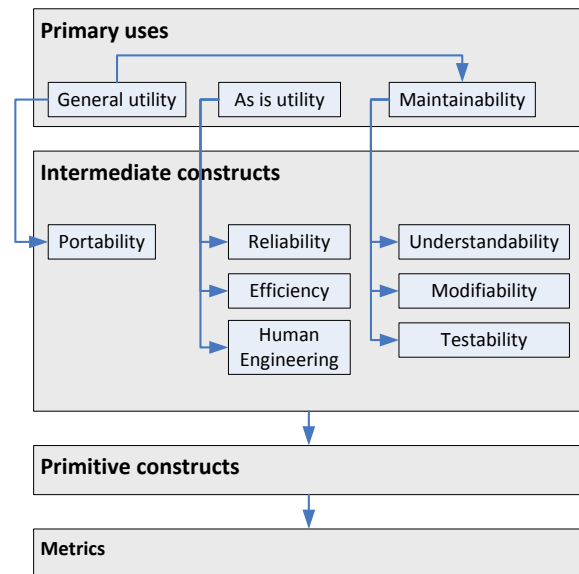 Primary uses
General utility
As is utility
Maintainability
Intermediate constructs
Portability
Reliability
Understandability
Efficiency
Modifiability
Human
Engineering
Testability
Primitive constructs
Metrics